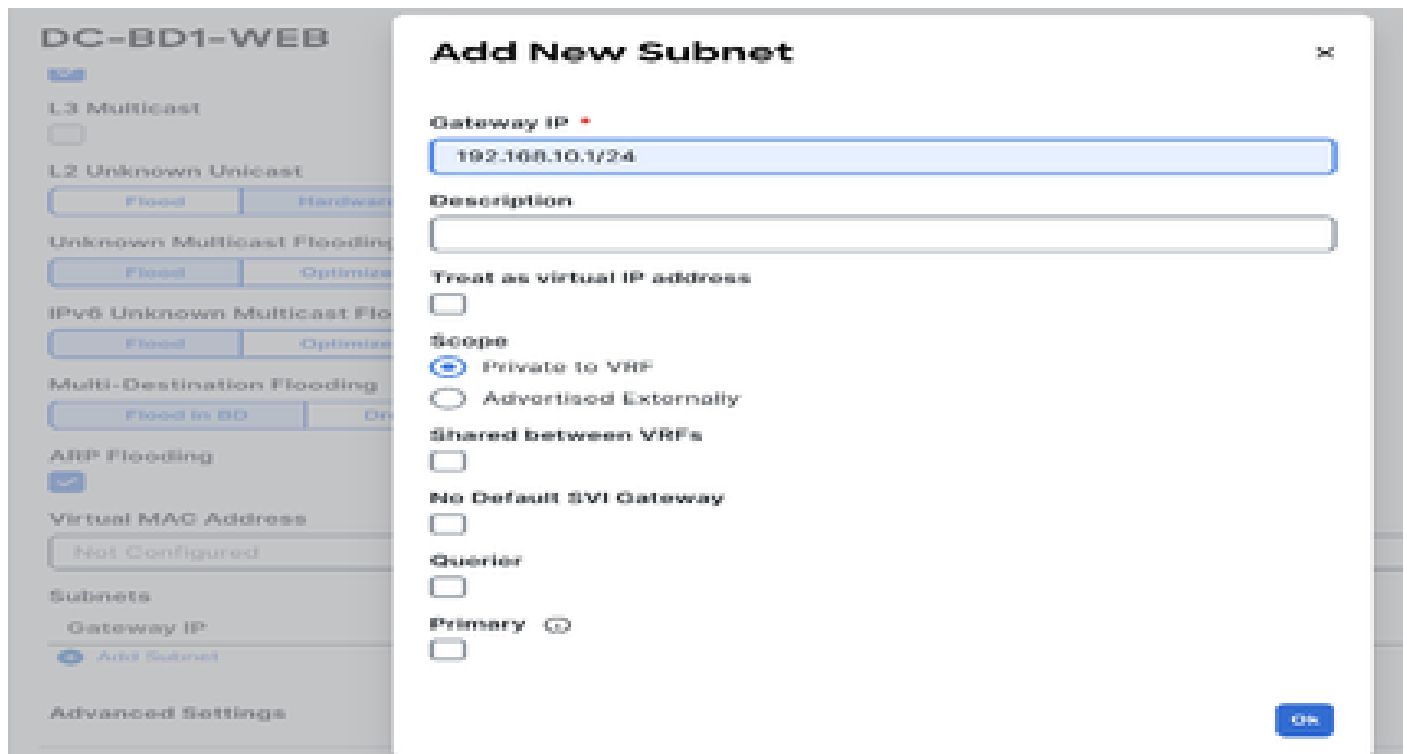 DC-BD1-WEB
L3 Multicast
L2 Unknown Unicast
Flood
Unknown Multicast Flooding
Flood
IPv6 Unknown Multicast Flo
Flood
Multi-Destination Flooding
Flood in BD
ARP Flooding
Virtual MAC Address
Not Configured
Subnets
Gateway IP
Add Subnet
Advanced Settings
Add New Subnet
Gateway IP *
192.168.10.1/24
Description
Treat as virtual IP address
Scope
Private to VRF
Advertised Externally
Shared between VRFs
No Default SVI Gateway
Querier
Primary
Ok